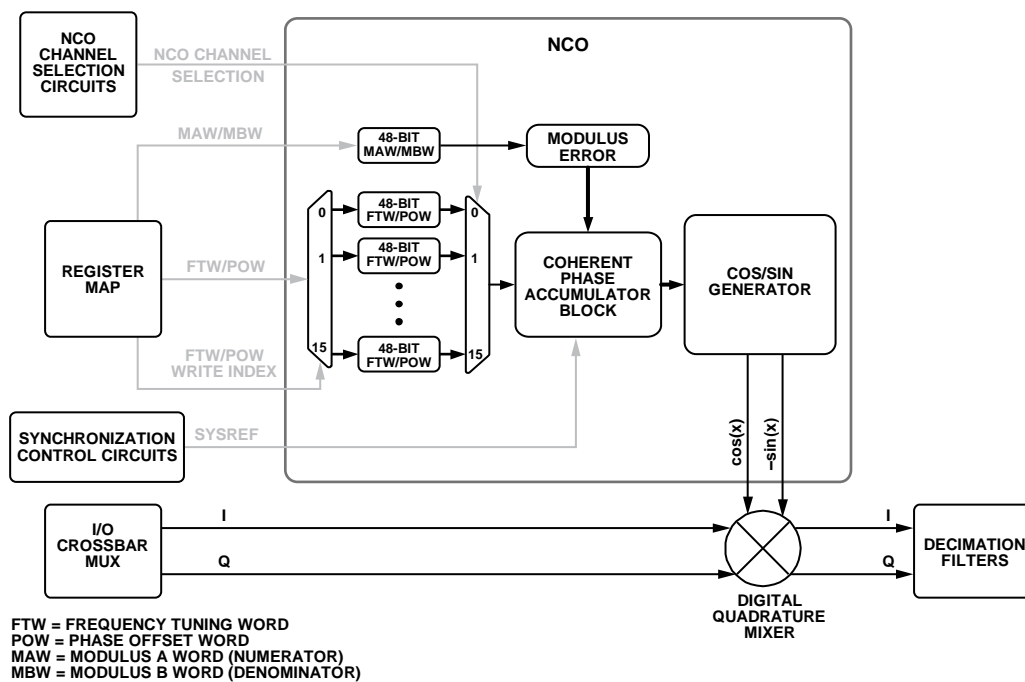 NCO
CHANNEL
SELECTION
CIRCUITS
NCO CHANNEL
SELECTION
NCO
MAW/MBW
48-BIT
MAW/MBW
MODULUS
ERROR
REGISTER
MAP
FTW/POW
FTW/POW
WRITE INDEX
0
1
15
48-BIT
FTW/POW
48-BIT
FTW/POW
48-BIT
FTW/POW
0
1
15
COHERENT
PHASE
ACCUMULATOR
BLOCK
COS/SIN
GENERATOR
SYNCHRONIZATION
CONTROL CIRCUITS
SYSREF
cos(x)
–sin(x)
I/O
CROSSBAR
MUX
I
Q
I
Q
DECIMATION
FILTERS
DIGITAL
QUADRATURE
MIXER
FTW = FREQUENCY TUNING WORD
POW = PHASE OFFSET WORD
MAW = MODULUS A WORD (NUMERATOR)
MBW = MODULUS B WORD (DENOMINATOR)